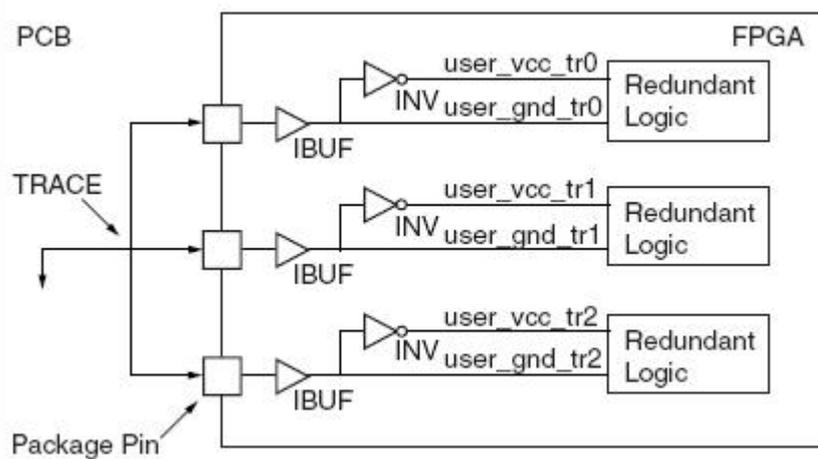 PCB
FPGA
user_vcc_tr0
INV
user_gnd_tr0
IBUF
Redundant
Logic
TRACE
user_vcc_tr1
INV
user_gnd_tr1
IBUF
Redundant
Logic
user_vcc_tr2
INV
user_gnd_tr2
IBUF
Redundant
Logic
Package Pin